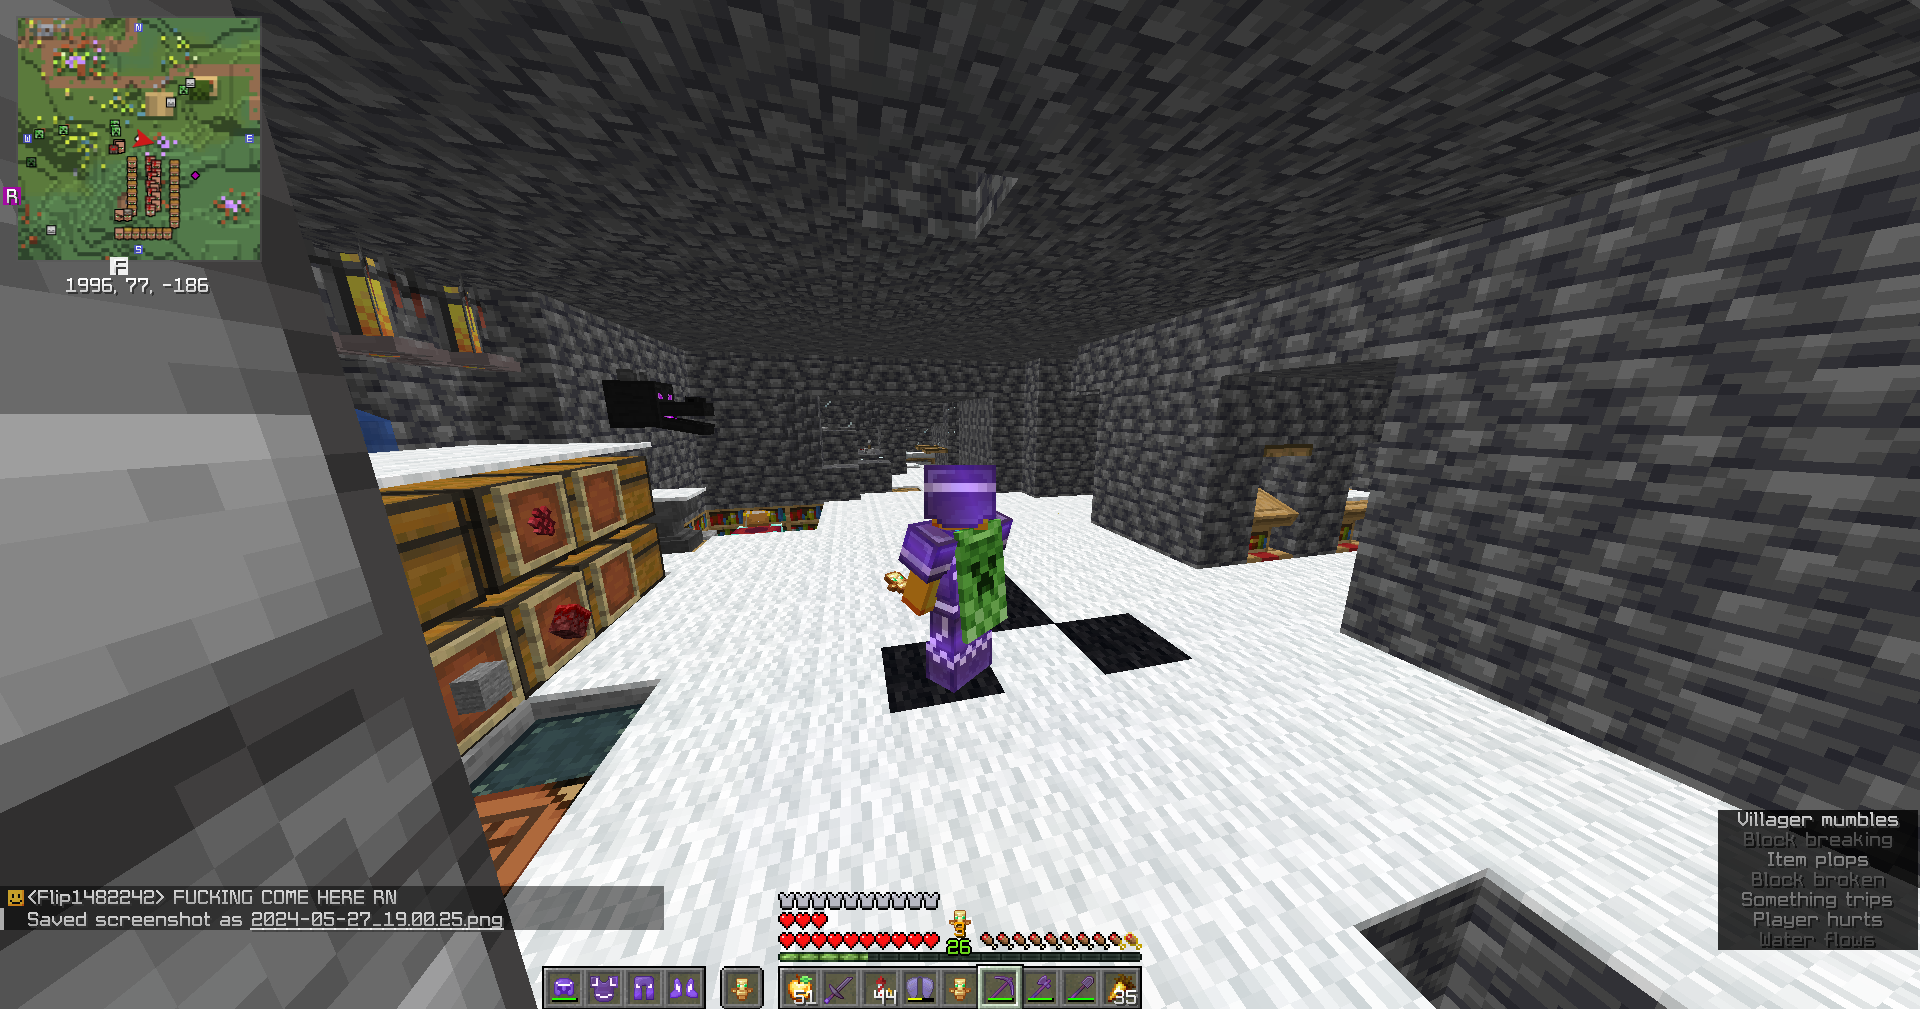 N
W
E
R
S
F
1996, 77, -186
<Flip1482242> FUCKING COME HERE RN
Saved screenshot as 2024-05-27_19.00.25.png
Villager mumbles
Block breaking
Item plops
Block broken
Something trips
Player hurts
Water flows
3
26
51
44
35